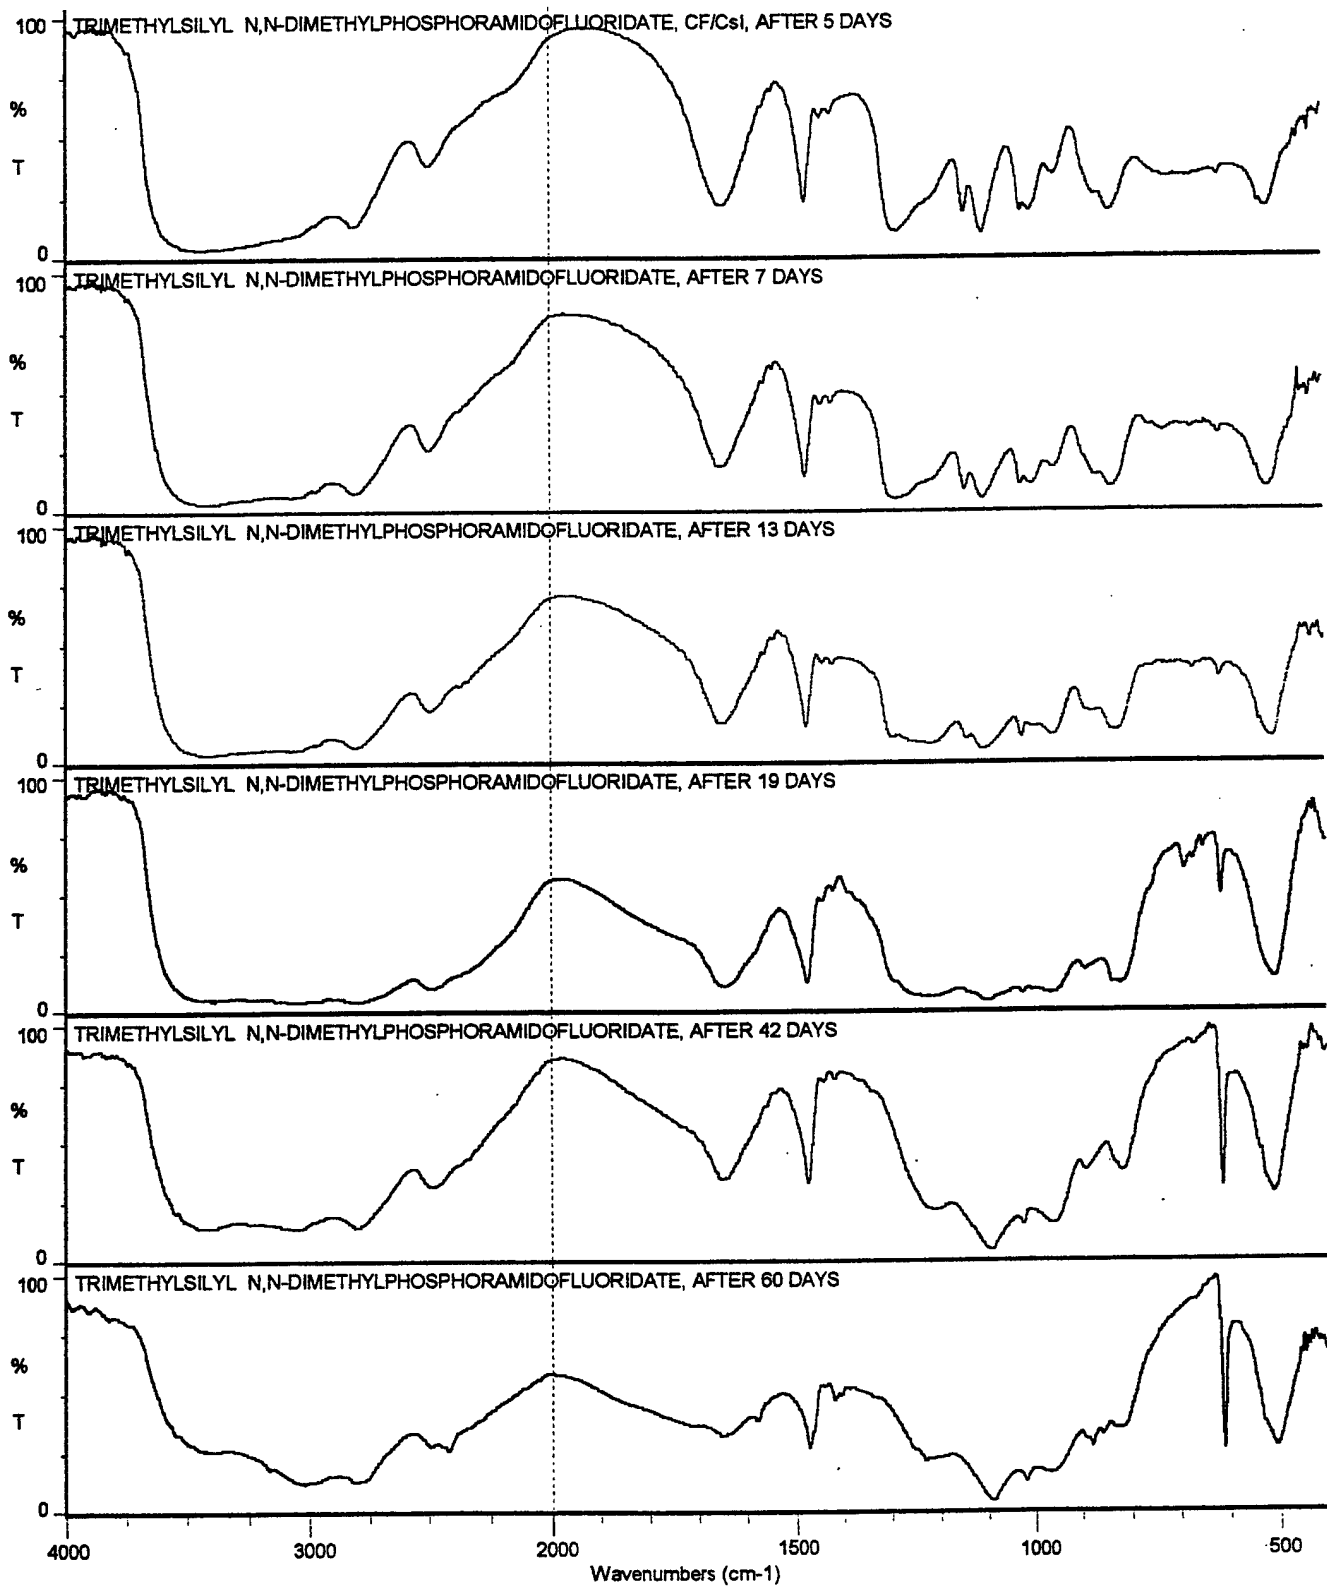 TRIMETHYLSILYL N,N-DIMETHYLPHOSPHORAMIDOFLUORIDATE, CF/CsI, AFTER 5 DAYS
100
%
T
0
TRIMETHYLSILYL N,N-DIMETHYLPHOSPHORAMIDOFLUORIDATE, AFTER 7 DAYS
100
%
T
0
TRIMETHYLSILYL N,N-DIMETHYLPHOSPHORAMIDOFLUORIDATE, AFTER 13 DAYS
100
%
T
0
TRIMETHYLSILYL N,N-DIMETHYLPHOSPHORAMIDOFLUORIDATE, AFTER 19 DAYS
100
%
T
0
TRIMETHYLSILYL N,N-DIMETHYLPHOSPHORAMIDOFLUORIDATE, AFTER 42 DAYS
100
%
T
0
TRIMETHYLSILYL N,N-DIMETHYLPHOSPHORAMIDOFLUORIDATE, AFTER 60 DAYS
100
%
T
0
4000 3000 2000 1500 1000 500
Wavenumbers (cm-1)